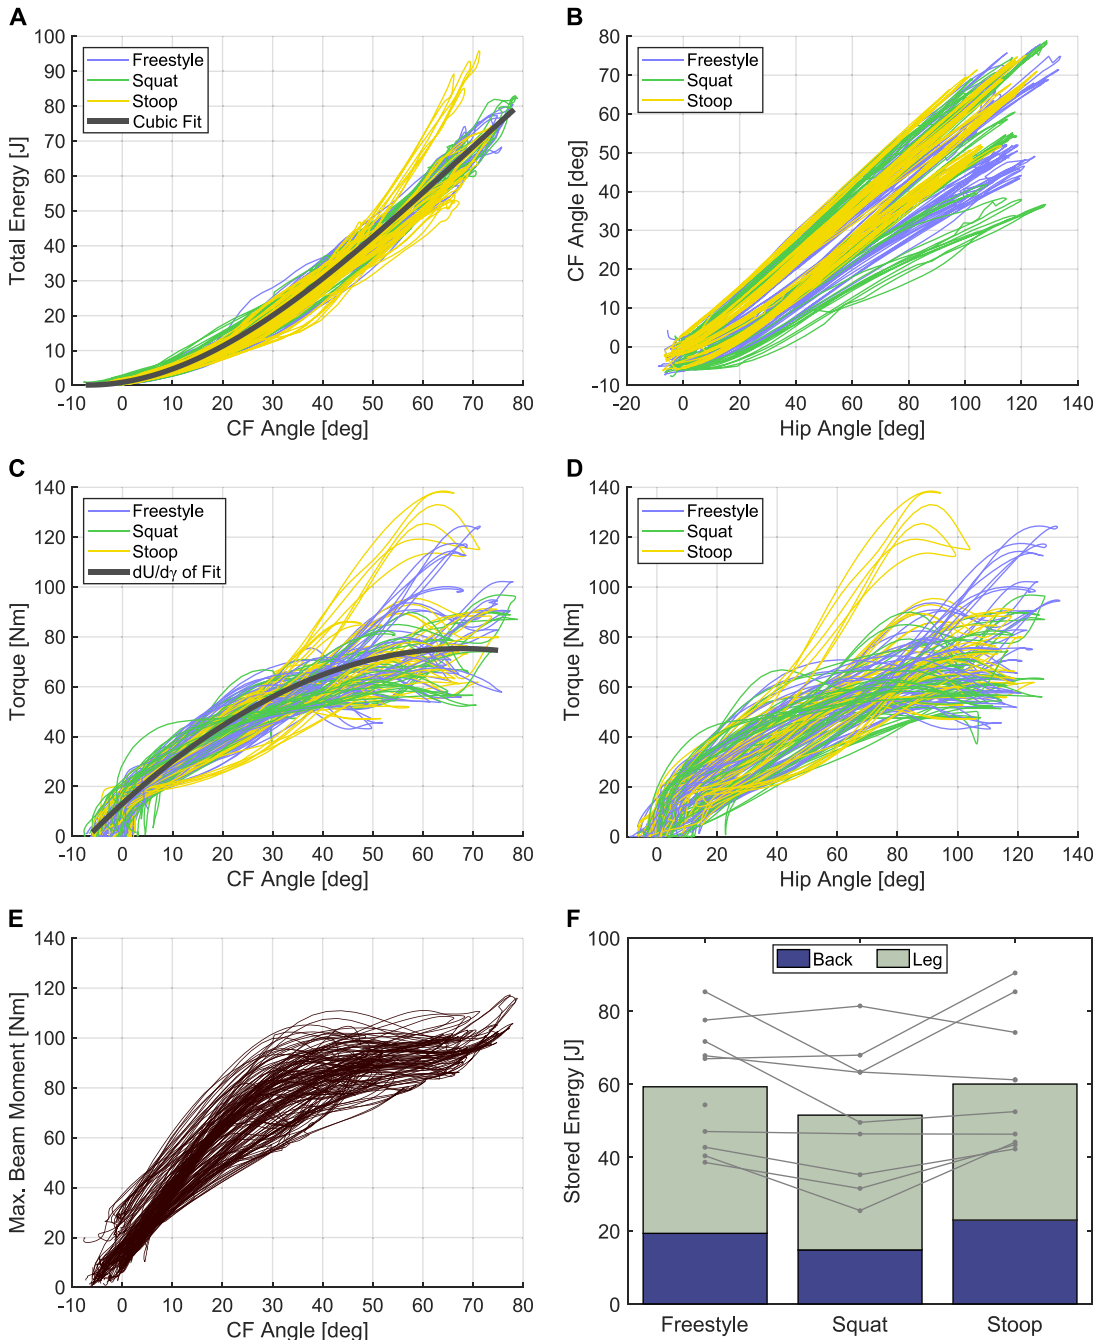 A
Total Energy [J]
100
90
80
70
60
50
40
30
20
10
0
Freestyle
Squat
Stoop
Cubic Fit
-10 0 10 20 30 40 50 60 70 80
CF Angle [deg]
B
CF Angle [deg]
80
70
60
50
40
30
20
10
0
-10
Freestyle
Squat
Stoop
-20 0 20 40 60 80 100 120 140
Hip Angle [deg]
C
Torque [Nm]
140
120
100
80
60
40
20
0
Freestyle
Squat
Stoop
dU/dγ of Fit
-10 0 10 20 30 40 50 60 70 80
CF Angle [deg]
D
Torque [Nm]
140
120
100
80
60
40
20
0
Freestyle
Squat
Stoop
0 20 40 60 80 100 120 140
Hip Angle [deg]
E
Max. Beam Moment [Nm]
140
120
100
80
60
40
20
0
-10 0 10 20 30 40 50 60 70 80
CF Angle [deg]
F
Stored Energy [J]
100
80
60
40
20
0
Back Leg
Freestyle Squat Stoop